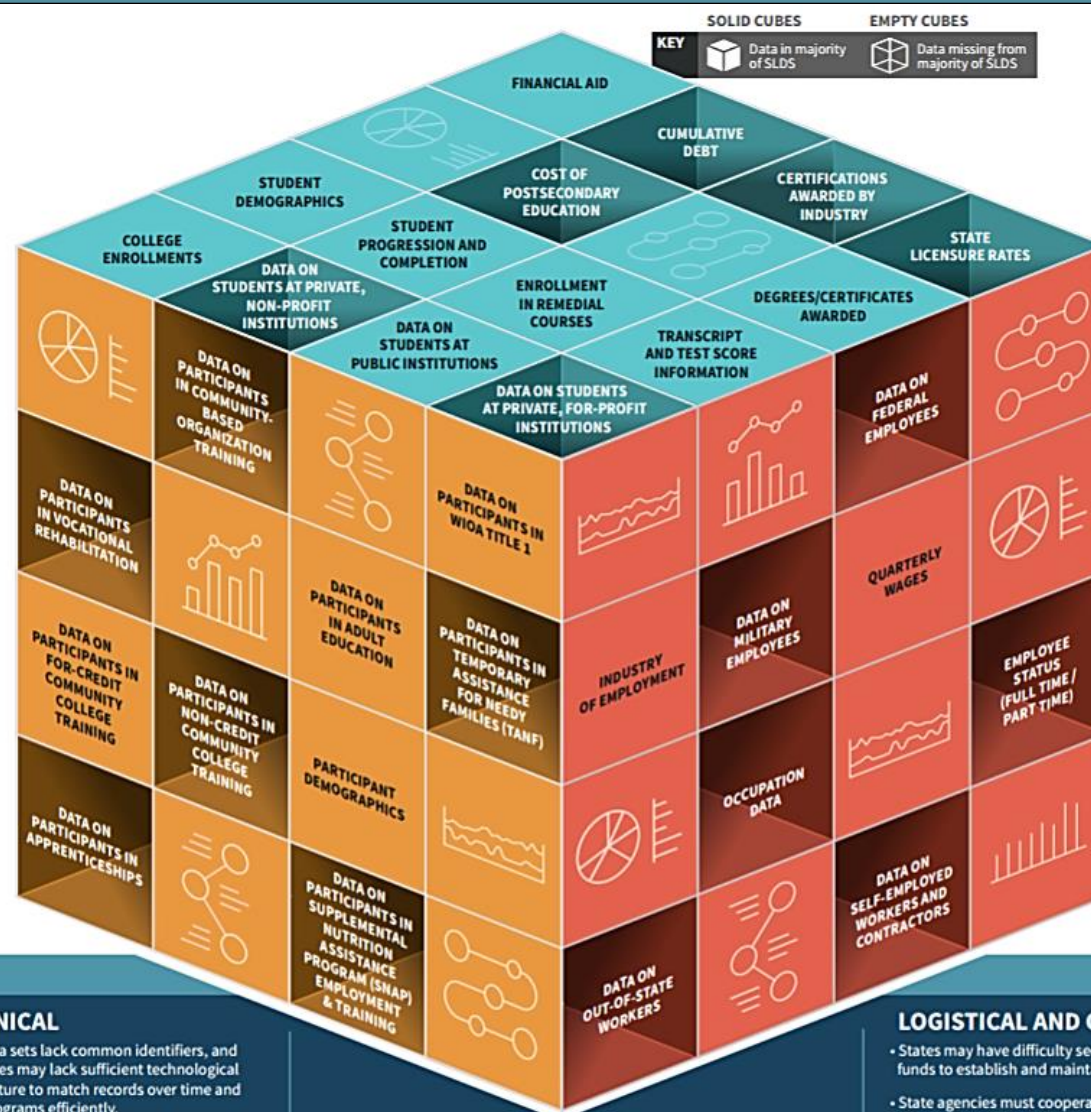 SOLID CUBES
EMPTY CUBES
KEY
Data in majority
of SLDS
Data missing from
majority of SLDS
FINANCIAL AID
CUMULATIVE
DEBT
STUDENT
DEMOGRAPHICS
COST OF
POSTSECONDARY
EDUCATION
CERTIFICATIONS
AWARDED BY
INDUSTRY
COLLEGE
ENROLLMENTS
STUDENT
PROGRESSION AND
COMPLETION
STATE
LICENSURE RATES
DATA ON
STUDENTS AT PRIVATE,
NON-PROFIT
INSTITUTIONS
ENROLLMENT
IN REMEDIAL
COURSES
DEGREES/CERTIFICATES
AWARDED
DATA ON
STUDENTS AT
PUBLIC INSTITUTIONS
TRANSCRIPT
AND TEST SCORE
INFORMATION
DATA ON STUDENTS
AT PRIVATE, FOR-PROFIT
INSTITUTIONS
DATA ON
PARTICIPANTS
IN COMMUNITY-
BASED
ORGANIZATION
TRAINING
DATA ON
PARTICIPANTS IN
WIOA TITLE 1
DATA ON
PARTICIPANTS
IN VOCATIONAL
REHABILITATION
DATA ON
PARTICIPANTS
IN ADULT
EDUCATION
DATA ON
PARTICIPANTS IN
TEMPORARY
ASSISTANCE
FOR NEEDY
FAMILIES (TANF)
DATA ON
PARTICIPANTS IN
FOR-CREDIT
COMMUNITY
COLLEGE
TRAINING
DATA ON
PARTICIPANTS IN
NON-CREDIT
COMMUNITY
COLLEGE
TRAINING
PARTICIPANT
DEMOGRAPHICS
DATA ON
PARTICIPANTS IN
APPRENTICESHIPS
DATA ON
PARTICIPANTS IN
SUPPLEMENTAL
NUTRITION
ASSISTANCE
PROGRAM (SNAP)
EMPLOYMENT
& TRAINING
DATA ON
FEDERAL
EMPLOYEES
QUARTERLY
WAGES
DATA ON
MILITARY
EMPLOYEES
INDUSTRY
OF EMPLOYMENT
EMPLOYEE
STATUS
(FULL TIME/
PART TIME)
OCCUPATION
DATA
DATA ON
SELF-EMPLOYED
WORKERS AND
CONTRACTORS
DATA ON
OUT-OF-STATE
WORKERS
NICAL
a sets lack common identifiers, and
es may lack sufficient technological
ture to match records over time and
ograms efficiently.
LOGISTICAL AND
• States may have difficulty se
funds to establish and maint
• State agencies must coopera